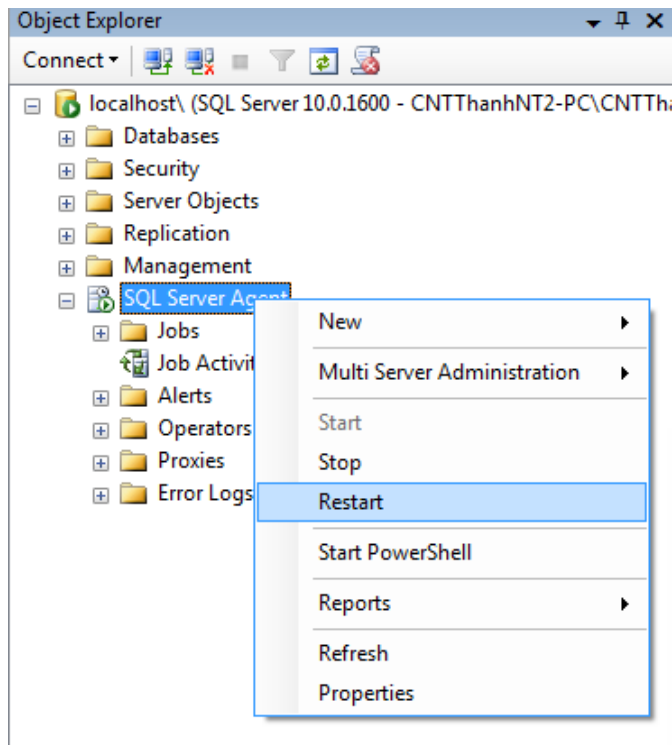 Object Explorer
Connect
localhost\ (SQL Server 10.0.1600 - CNTThanhNT2-PC\CNTTh
Databases
Security
Server Objects
Replication
Management
SQL Server Agent
Jobs
Job Activit
Alerts
Operators
Proxies
Error Logs
New
Multi Server Administration
Start
Stop
Restart
Start PowerShell
Reports
Refresh
Properties